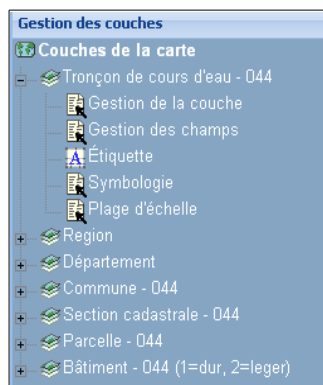 Gestion des couches
Couches de la carte
Tronçon de cours d'eau - 044
Gestion de la couche
Gestion des champs
Étiquette
Symbologie
Plage d'échelle
Region
Département
Commune - 044
Section cadastrale - 044
Parcelle - 044
Bâtiment - 044 (1=dur, 2=leger)